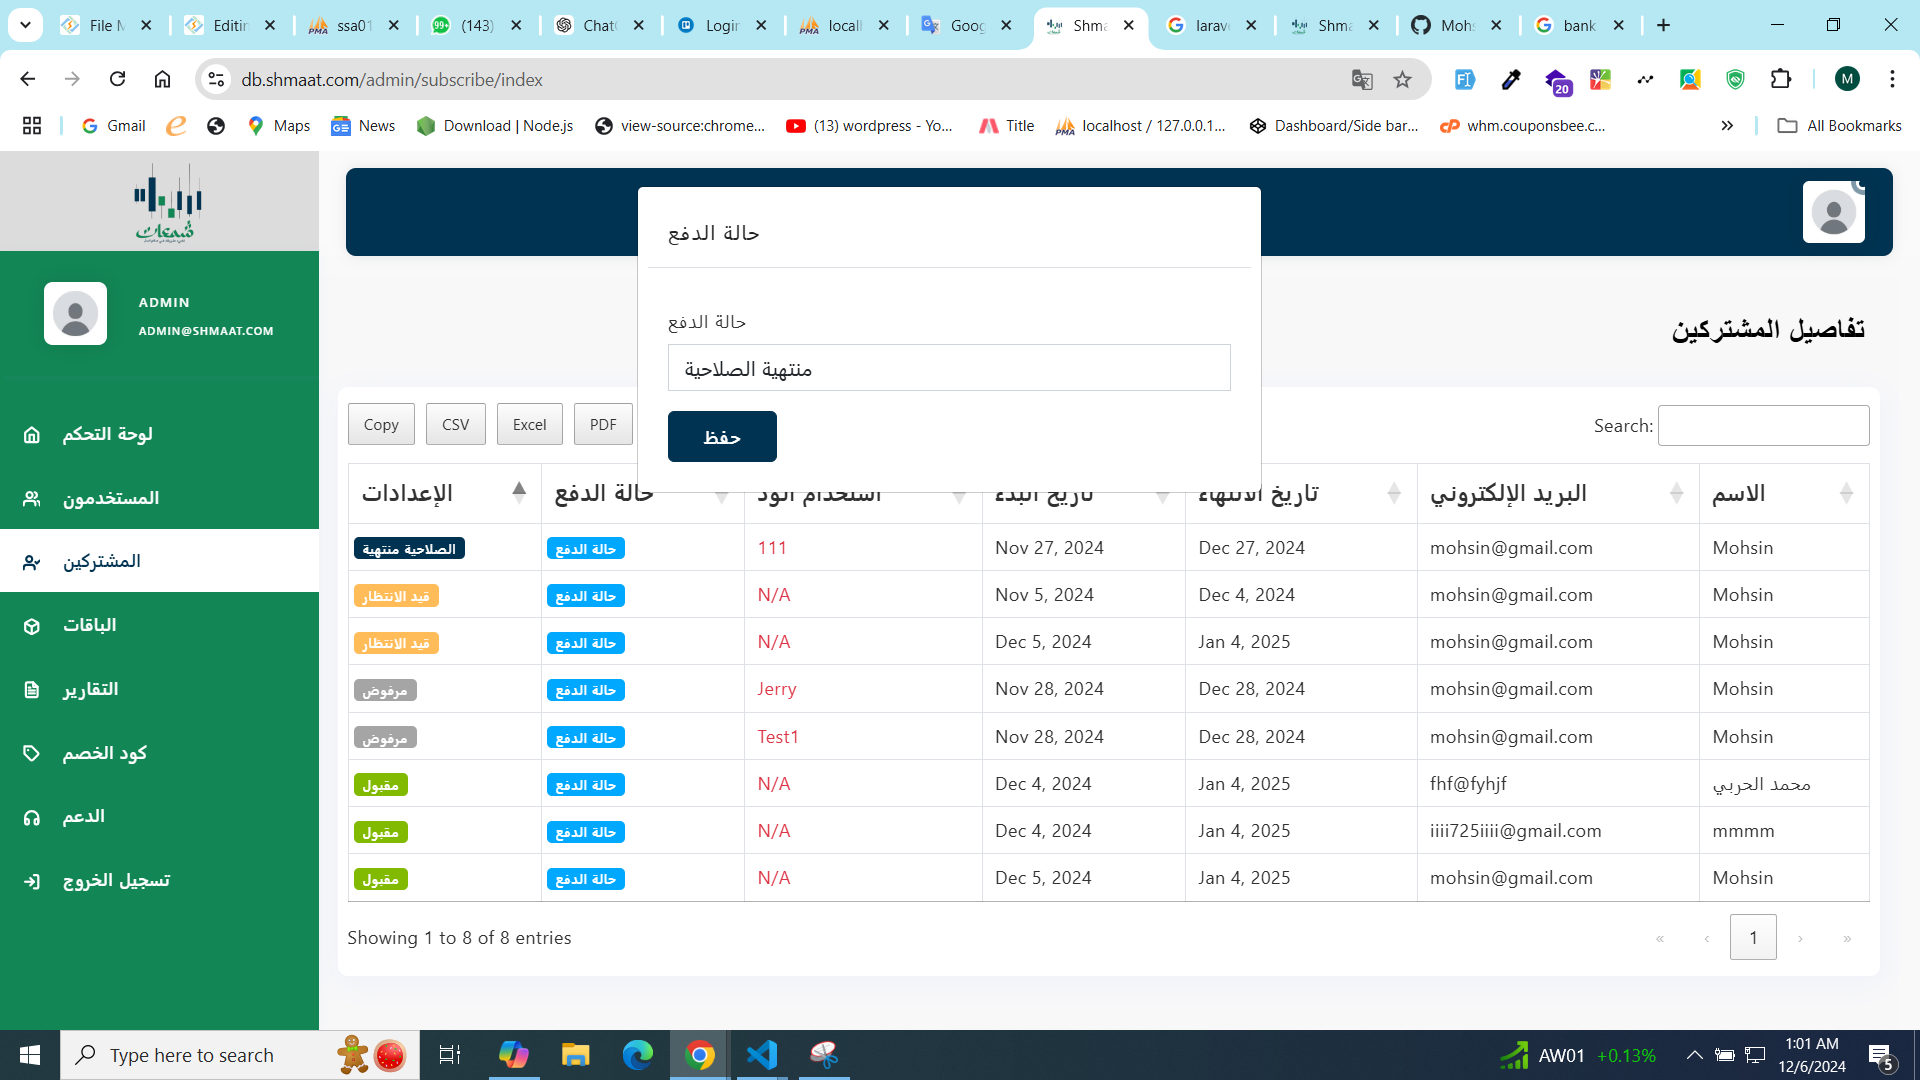 File M
Editin
ssa01
(143)
Chat
Login
locall
Goog
Shma
larav
Shma
Mohs
bank
db.shmaat.com/admin/subscribe/index
20
M
Gmail
Maps
News
Download | Node.js
view-source:chrome...
(13) wordpress - Yo...
Title
localhost / 127.0.0.1...
Dashboard/Side bar...
whm.couponsbee.c...
All Bookmarks
شمعات
ADMIN
ADMIN@SHMAAT.COM
لوحة التحكم
المستخدمون
المشتركين
الباقات
التقارير
كود الخصم
الدعم
تسجيل الخروج
حالة الدفع
حالة الدفع
منتهية الصلاحية
حفظ
تفاصيل المشتركين
Copy CSV Excel PDF
Search:
الإعدادات حالة الدفع استخدام الود تاريخ البدء تاريخ الانتهاء البريد الإلكتروني الاسم
الصلاحية منتهية حالة الدفع 111 Nov 27, 2024 Dec 27, 2024 mohsin@gmail.com Mohsin
قيد الانتظار حالة الدفع N/A Nov 5, 2024 Dec 4, 2024 mohsin@gmail.com Mohsin
قيد الانتظار حالة الدفع N/A Dec 5, 2024 Jan 4, 2025 mohsin@gmail.com Mohsin
مرفوض حالة الدفع Jerry Nov 28, 2024 Dec 28, 2024 mohsin@gmail.com Mohsin
مرفوض حالة الدفع Test1 Nov 28, 2024 Dec 28, 2024 mohsin@gmail.com Mohsin
مقبول حالة الدفع N/A Dec 4, 2024 Jan 4, 2025 fhf@fyhjf محمد الحربي
مقبول حالة الدفع N/A Dec 4, 2024 Jan 4, 2025 iiii725iiii@gmail.com mmmm
مقبول حالة الدفع N/A Dec 5, 2024 Jan 4, 2025 mohsin@gmail.com Mohsin
Showing 1 to 8 of 8 entries
« ‹ 1 › »
Type here to search
AW01 +0.13%
1:01 AM
12/6/2024
5